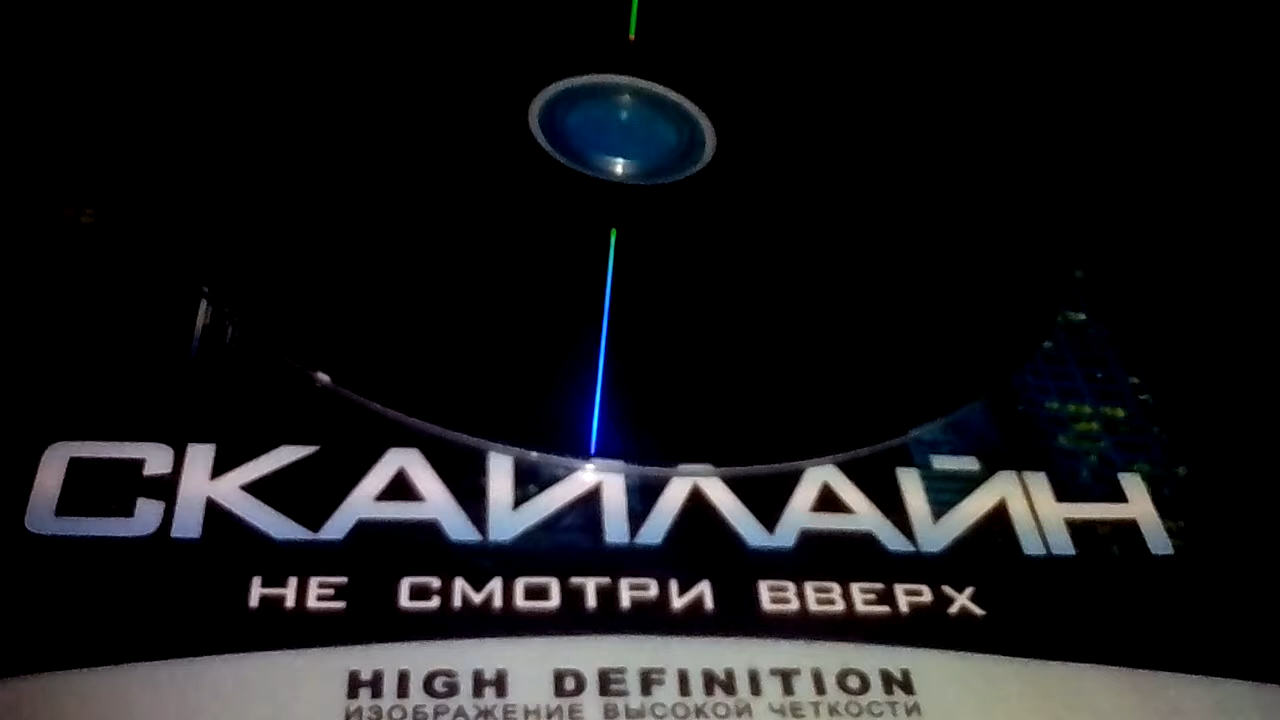 СКАЙЛАЙН
НЕ СМОТРИ ВВЕРХ
HIGH DEFINITION
ИЗОБРАЖЕНИЕ ВЫСОКОЙ ЧЕТКОСТИ